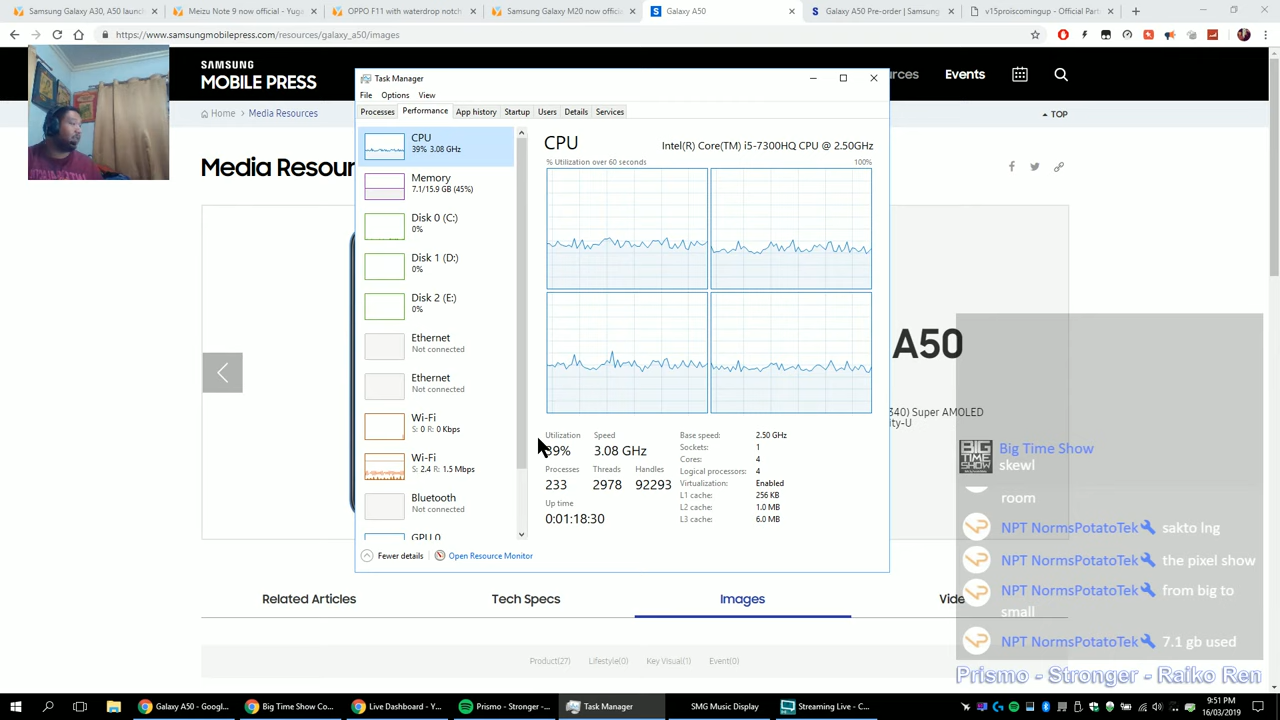 Samsung Galaxy A30, A50 launch
Meizu Note 9 now official - Yuga
OPPO F11 with waterdrop notch
Samsung Galaxy M20 now offici
Galaxy A50
Galaxy A50 Pre-order | Samsung
v15proiscomingup - Official Part
https://www.samsungmobilepress.com/resources/galaxy_a50/images
SAMSUNG
MOBILE PRESS
Events
Home > Media Resources
TOP
Media Resour
A50
Super AMOLED
Task Manager
File Options View
Processes Performance App history Startup Users Details Services
CPU
39% 3.08 GHz
Memory
7.1/15.9 GB (45%)
Disk 0 (C:)
0%
Disk 1 (D:)
0%
Disk 2 (E:)
0%
Ethernet
Not connected
Ethernet
Not connected
Wi-Fi
S: 0 R: 0 Kbps
Wi-Fi
S: 2.4 R: 1.5 Mbps
Bluetooth
Not connected
GPU 0
CPU Intel(R) Core(TM) i5-7300HQ CPU @ 2.50GHz
% Utilization over 60 seconds 100%
Utilization Speed
39% 3.08 GHz
Processes Threads Handles
233 2978 92293
Up time
0:01:18:30
Base speed: 2.50 GHz
Sockets: 1
Cores: 4
Logical processors: 4
Virtualization: Enabled
L1 cache: 256 KB
L2 cache: 1.0 MB
L3 cache: 6.0 MB
Fewer details Open Resource Monitor
BIG
TIME
SHOW
Big Time Show
skewl
room
NPT NormsPotatoTek sakto lng
NPT NormsPotatoTek the pixel show
NPT NormsPotatoTek from big to
small
NPT NormsPotatoTek 7.1 gb used
Prismo - Stronger - Raiko Ren
Related Articles Tech Specs Images Vide
Product(27) Lifestyle(0) Key Visual(1) Event(0)
Galaxy A50 - Googl...
Big Time Show Co...
Live Dashboard - Y...
Prismo - Stronger -...
Task Manager
SMG Music Display
Streaming Live - C...
9:51 PM
16/03/2019